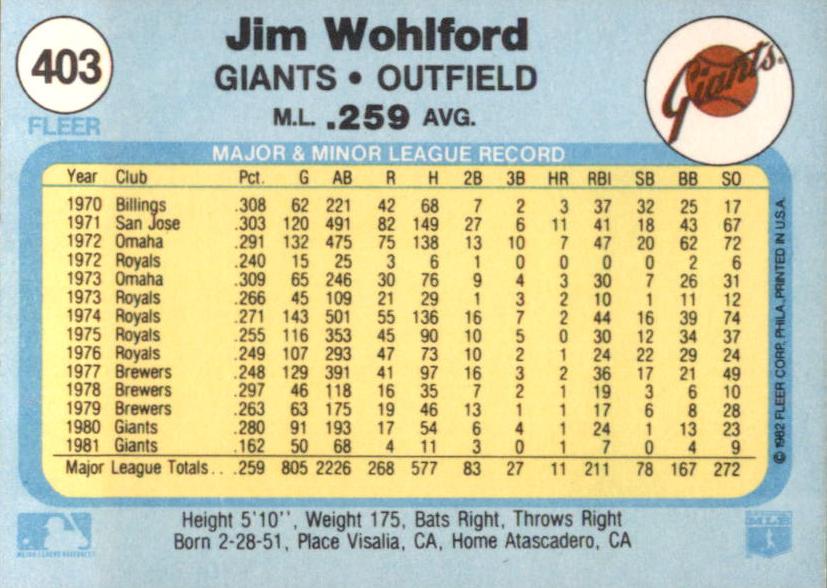 403
FLEER
Jim Wohlford
GIANTS • OUTFIELD
M.L. .259 AVG.
Giants.
MAJOR & MINOR LEAGUE RECORD
Year Club Pct. G AB R H 2B 3B HR RBI SB BB SO
1970 Billings .308 62 221 42 68 7 2 3 37 32 25 17
1971 San Jose .303 120 491 82 149 27 6 11 41 18 43 67
1972 Omaha .291 132 475 75 138 13 10 7 47 20 62 72
1972 Royals .240 15 25 3 6 1 0 0 0 0 2 6
1973 Omaha .309 65 246 30 76 9 4 3 30 7 26 31
1973 Royals .266 45 109 21 29 1 3 2 10 1 11 12
1974 Royals .271 143 501 55 136 16 7 2 44 16 39 74
1975 Royals .255 116 353 45 90 10 5 0 30 12 34 37
1976 Royals .249 107 293 47 73 10 2 1 24 22 29 24
1977 Brewers .248 129 391 41 97 16 3 2 36 17 21 49
1978 Brewers .297 46 118 16 35 7 2 1 19 3 6 10
1979 Brewers .263 63 175 19 46 13 1 1 17 6 8 28
1980 Giants .280 91 193 17 54 6 4 1 24 1 13 23
1981 Giants .162 50 68 4 11 3 0 1 7 0 4 9
Major League Totals... .259 805 2226 268 577 83 27 11 211 78 167 272
© 1982 FLEER CORP. PHILA., PRINTED IN U.S.A.
Height 5'10'', Weight 175, Bats Right, Throws Right
Born 2-28-51, Place Visalia, CA, Home Atascadero, CA
MAJOR LEAGUE BASEBALL